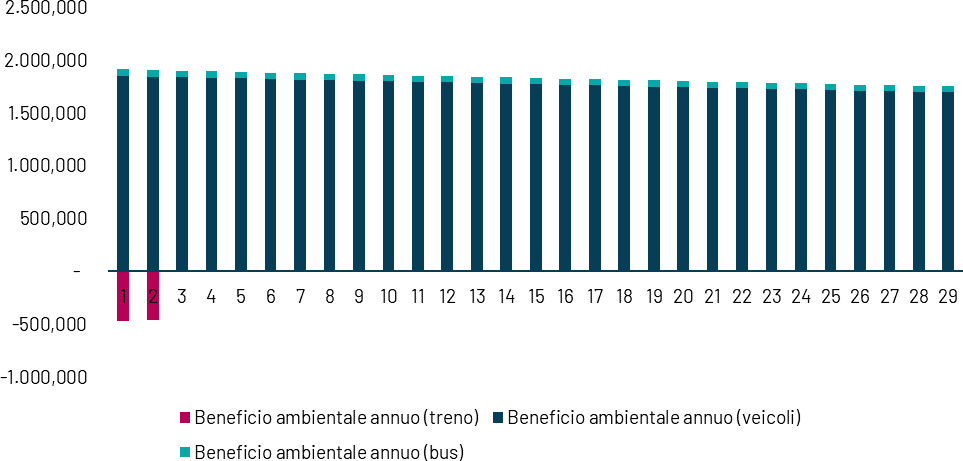 2.500,000
2.000,000
1.500,000
1.000,000
500,000
-
1 2 3 4 5 6 7 8 9 10 11 12 13 14 15 16 17 18 19 20 21 22 23 24 25 26 27 28 29
-500,000
-1.000,000
Beneficio ambientale annuo (treno) Beneficio ambientale annuo (veicoli)
Beneficio ambientale annuo (bus)